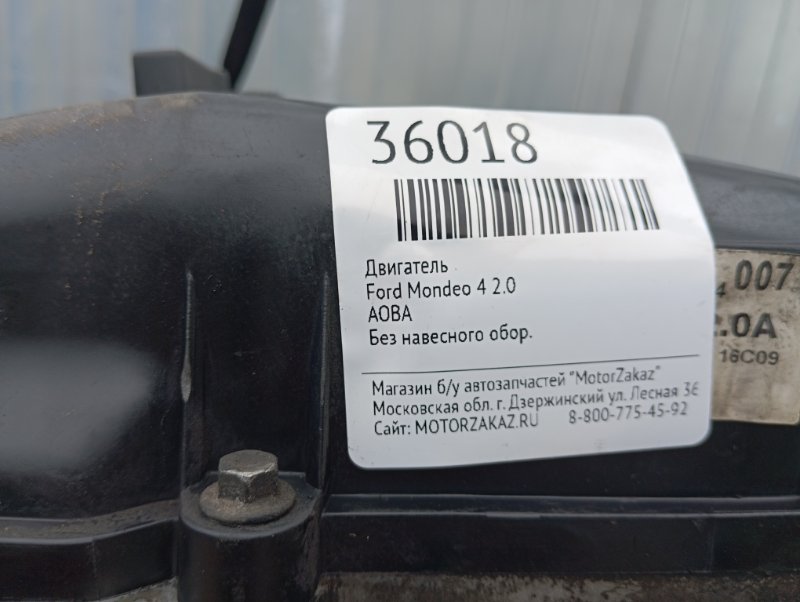 36018
Двигатель
Ford Mondeo 4 2.0
AOBA
Без навесного обор.
Магазин б/у автозапчастей "MotorZakaz"
Московская обл. г. Дзержинский ул. Лесная 36
Сайт: MOTORZAKAZ.RU 8-800-775-45-92
4 007
.0A
16C09